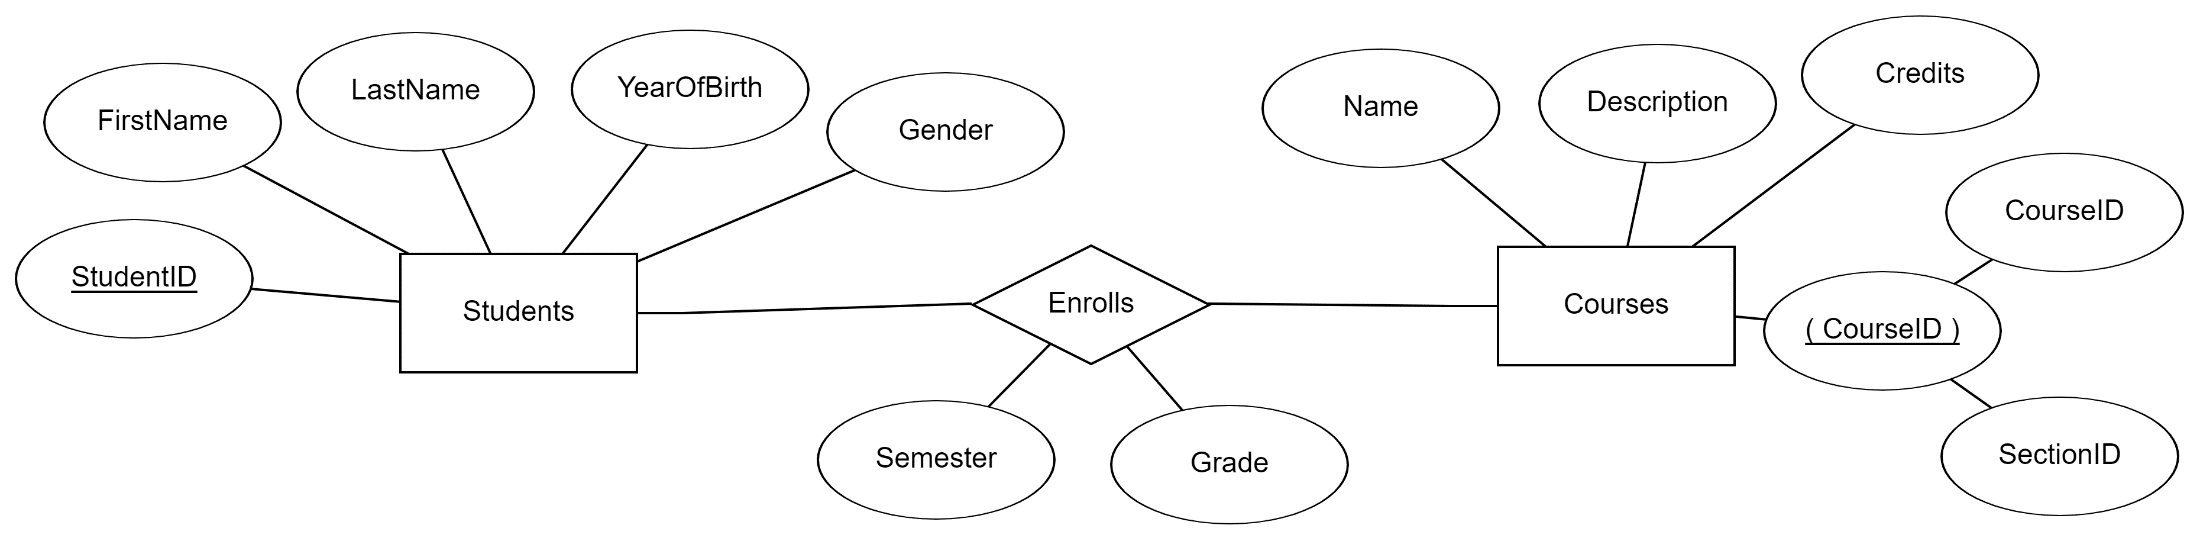 FirstName
LastName
YearOfBirth
Gender
StudentID
Students
Enrolls
Semester
Grade
Name
Description
Credits
CourseID
Courses
( CourseID )
SectionID